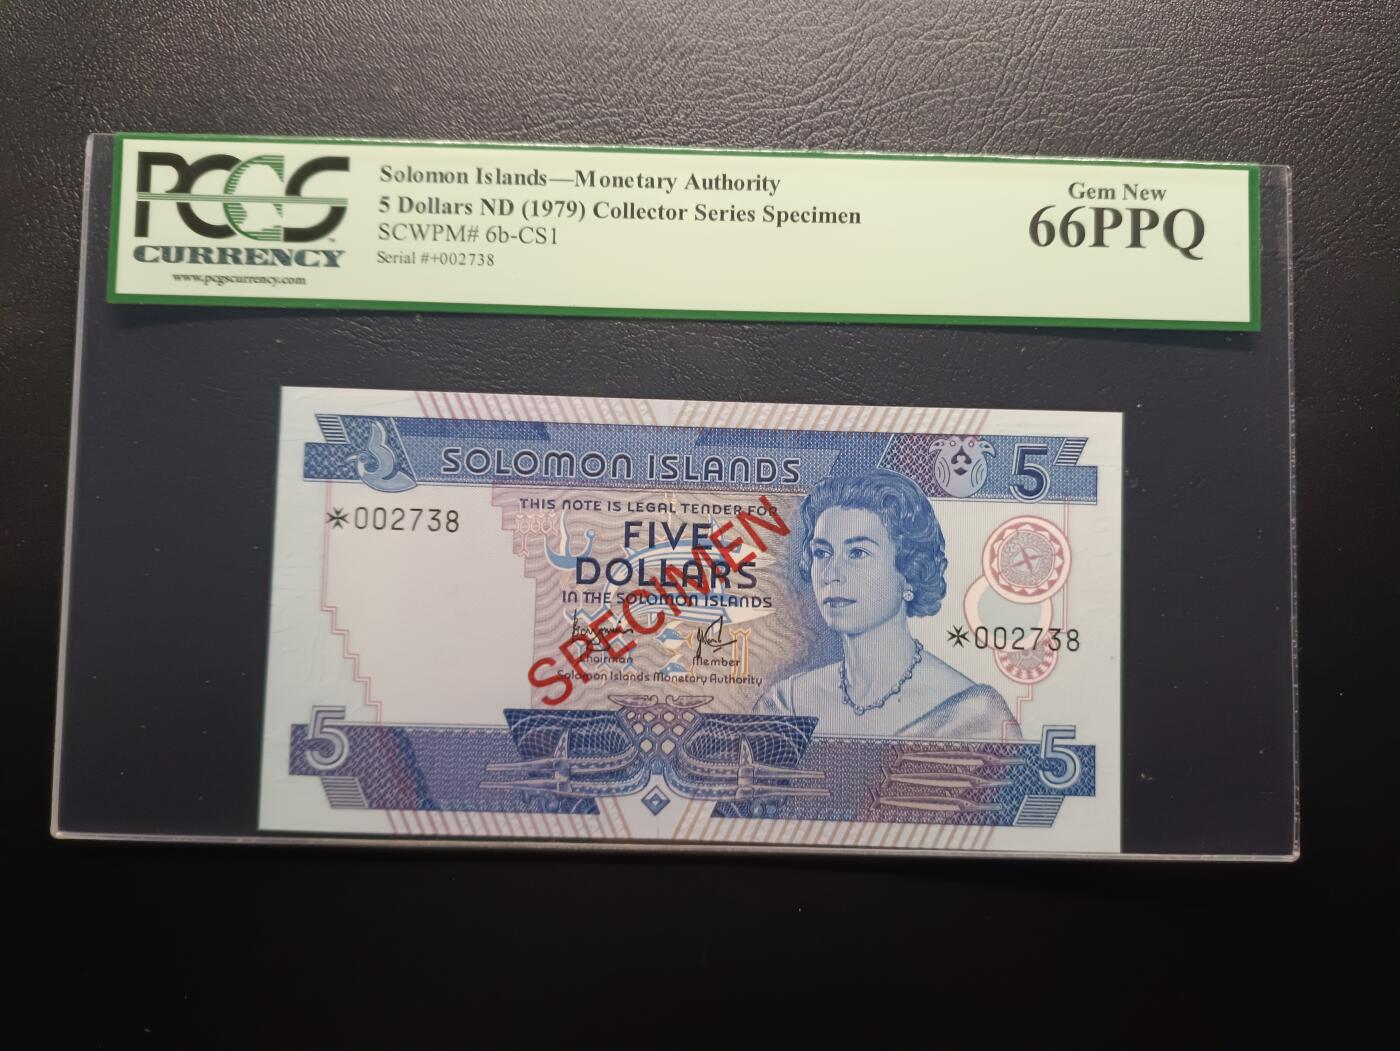 PCGS
CURRENCY
www.pcgscurrency.com
Solomon Islands—Monetary Authority
5 Dollars ND (1979) Collector Series Specimen
SCWPM# 6b-CS1
Serial #+002738
Gem New
66PPQ
SOLOMON ISLANDS
5
THIS NOTE IS LEGAL TENDER FOR
✠002738
FIVE
DOLLARS
IN THE SOLOMON ISLANDS
SPECIMEN
✠002738
Chairman Member
Solomon Islands Monetary Authority
5
5